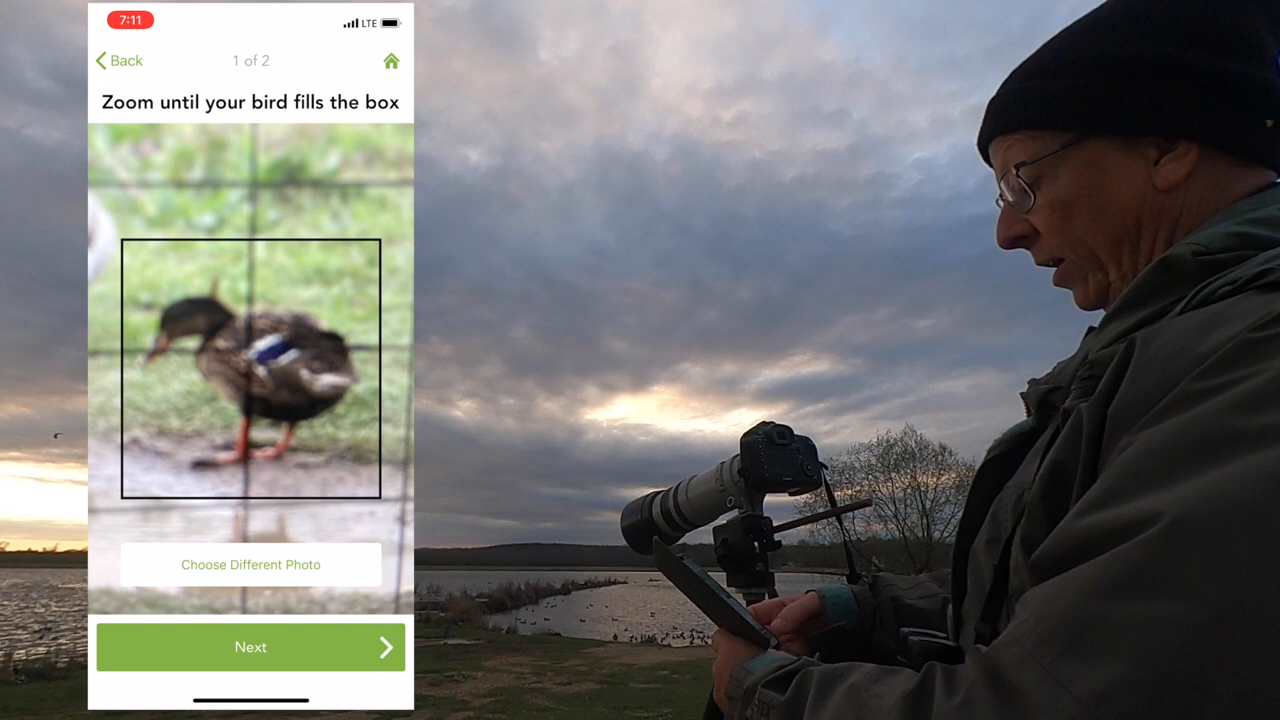 7:11
LTE
Back
1 of 2
Zoom until your bird fills the box
Choose Different Photo
Next